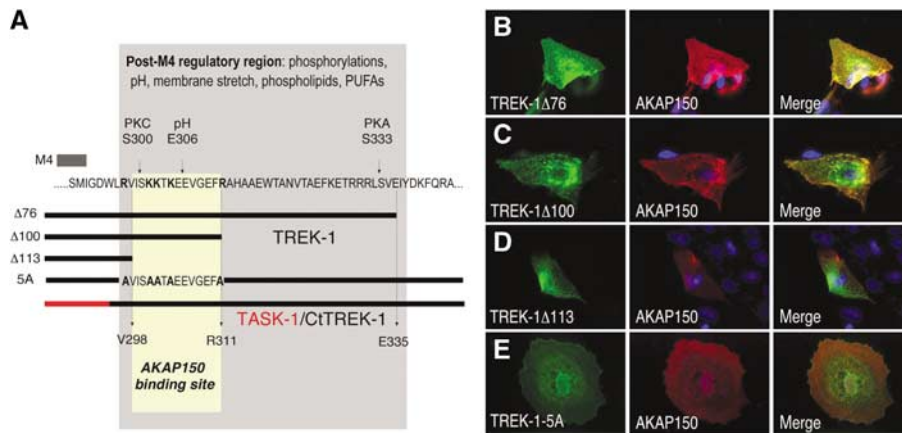 A
Post-M4 regulatory region: phosphorylations,
pH, membrane stretch, phospholipids, PUFAs
PKC pH PKA
S300 E306 S333
M4
.....SMIGDWLRVISKKTKEEVGEFRAHAAEWTANVTAEFKETRRRLSVEIYDKFQRA...
Δ76
Δ100 TREK-1
Δ113
5A AVISAATAEEVGEFA
TASK-1/CtTREK-1
V298 R311 E335
AKAP150
binding site
B
TREK-1Δ76 AKAP150 Merge
C
TREK-1Δ100 AKAP150 Merge
D
TREK-1Δ113 AKAP150 Merge
E
TREK-1-5A AKAP150 Merge